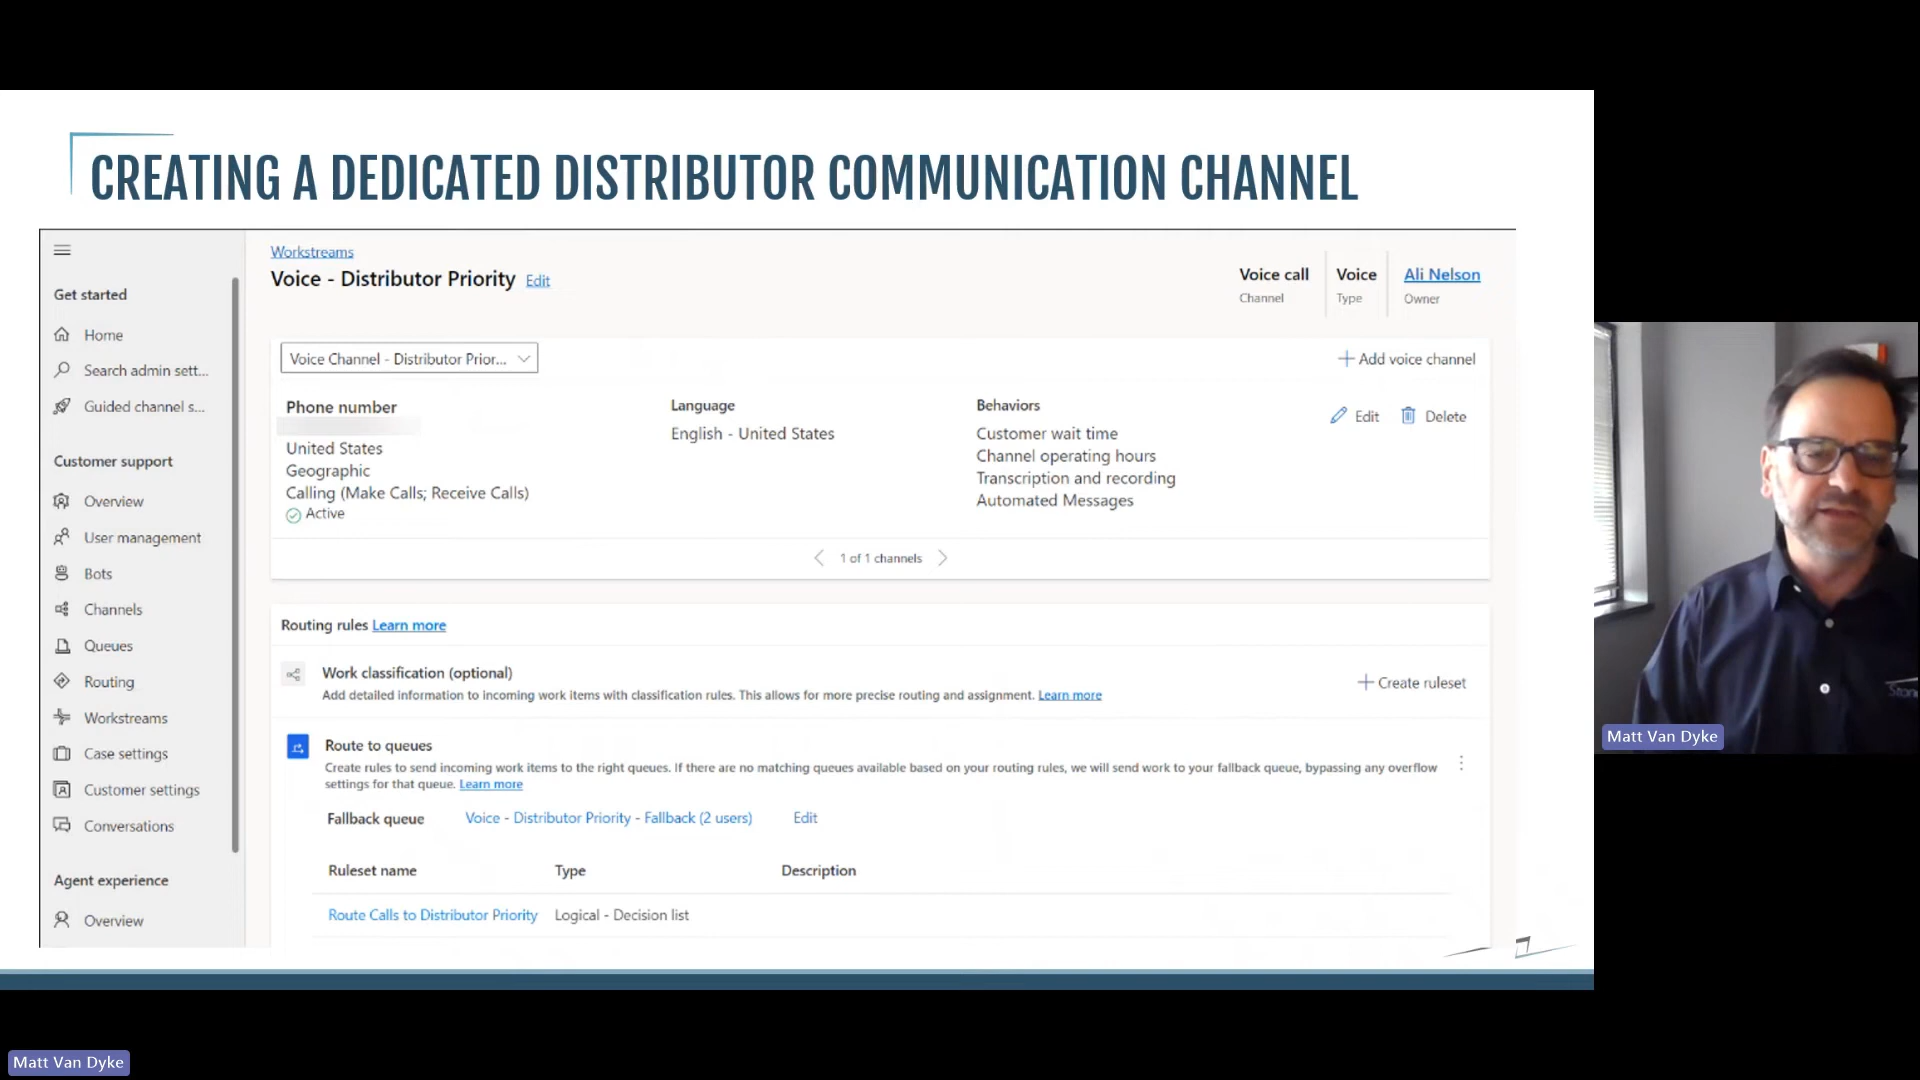 CREATING A DEDICATED DISTRIBUTOR COMMUNICATION CHANNEL
Get started
Home
Search admin sett...
Guided channel s...
Customer support
Overview
User management
Bots
Channels
Queues
Routing
Workstreams
Case settings
Customer settings
Conversations
Agent experience
Overview
Workstreams
Voice - Distributor Priority Edit
Voice call
Channel
Voice
Type
Ali Nelson
Owner
Voice Channel - Distributor Prior...
Add voice channel
Phone number
United States
Geographic
Calling (Make Calls; Receive Calls)
Active
Language
English - United States
Behaviors
Customer wait time
Channel operating hours
Transcription and recording
Automated Messages
Edit Delete
1 of 1 channels
Routing rules Learn more
Work classification (optional)
Add detailed information to incoming work items with classification rules. This allows for more precise routing and assignment. Learn more
Create ruleset
Route to queues
Create rules to send incoming work items to the right queues. If there are no matching queues available based on your routing rules, we will send work to your fallback queue, bypassing any overflow
settings for that queue. Learn more
Fallback queue Voice - Distributor Priority - Fallback (2 users) Edit
Ruleset name Type Description
Route Calls to Distributor Priority Logical - Decision list
Matt Van Dyke
Matt Van Dyke